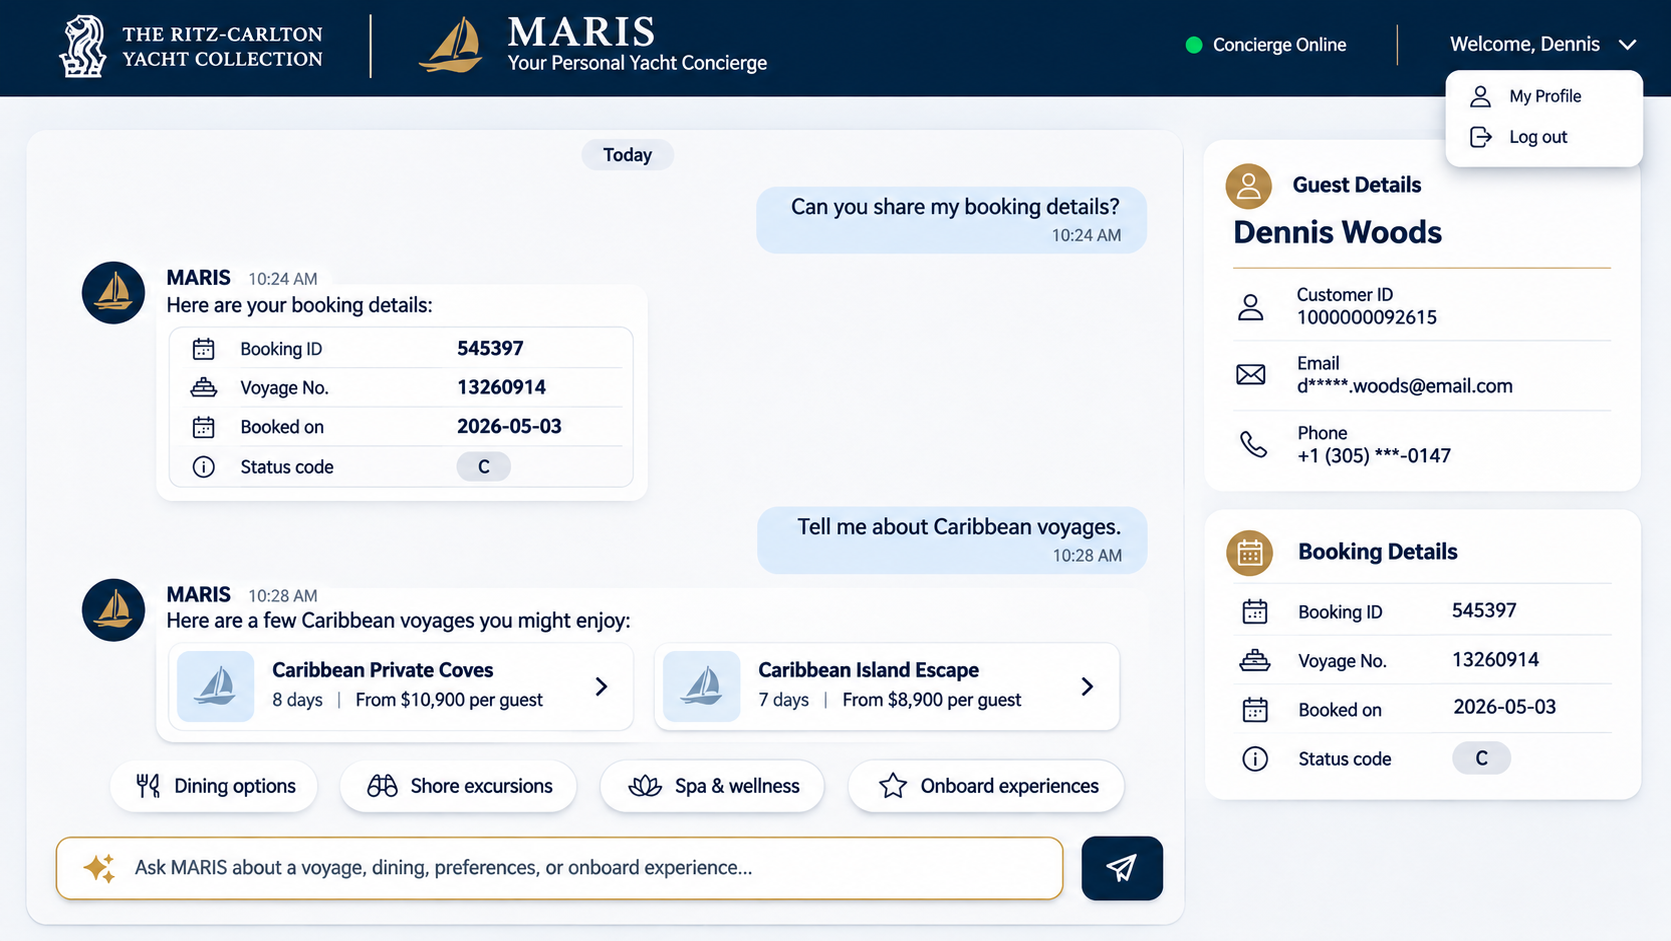 THE RITZ-CARLTON
YACHT COLLECTION
MARIS
Your Personal Yacht Concierge
Concierge Online
Welcome, Dennis
My Profile
Log out
Today
Can you share my booking details?
10:24 AM
MARIS 10:24 AM
Here are your booking details:
Booking ID 545397
Voyage No. 13260914
Booked on 2026-05-03
Status code C
Tell me about Caribbean voyages.
10:28 AM
MARIS 10:28 AM
Here are a few Caribbean voyages you might enjoy:
Caribbean Private Coves
8 days | From $10,900 per guest
Caribbean Island Escape
7 days | From $8,900 per guest
Dining options
Shore excursions
Spa & wellness
Onboard experiences
Ask MARIS about a voyage, dining, preferences, or onboard experience...
Guest Details
Dennis Woods
Customer ID
1000000092615
Email
d*****.woods@email.com
Phone
+1 (305) ***-0147
Booking Details
Booking ID 545397
Voyage No. 13260914
Booked on 2026-05-03
Status code C